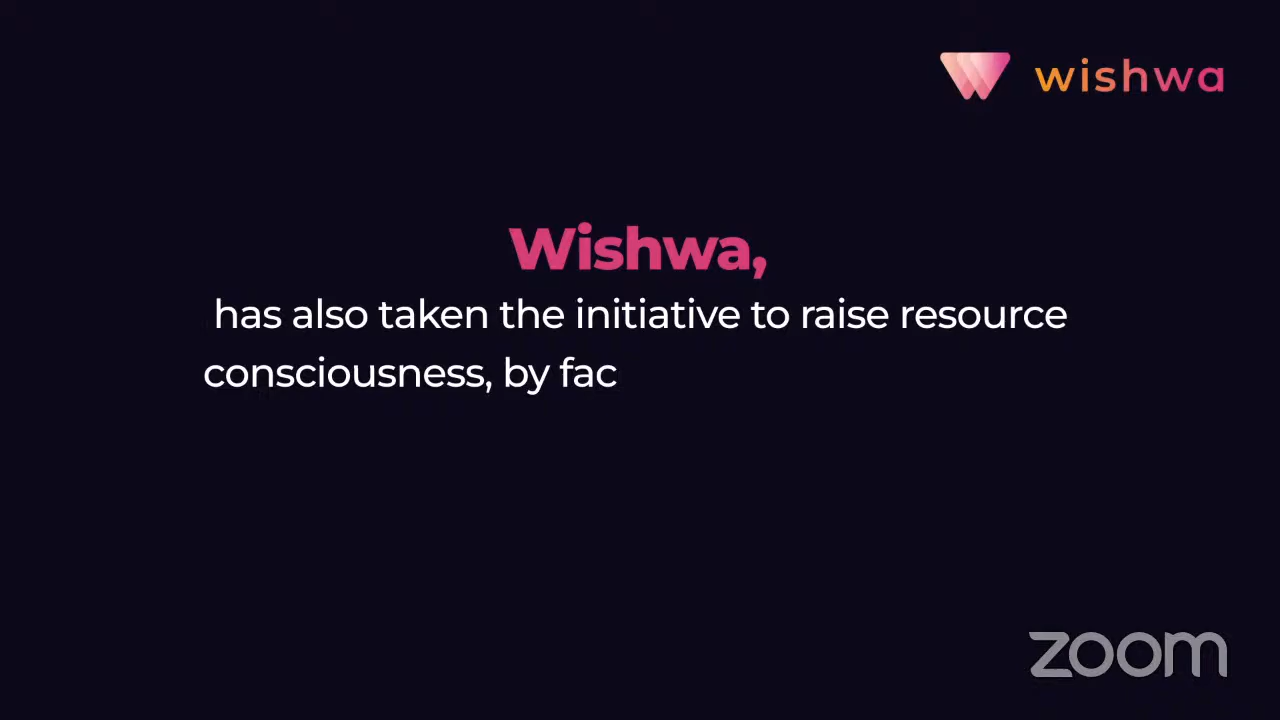 wishwa
Wishwa,
has also taken the initiative to raise resource
consciousness, by fac
zoom